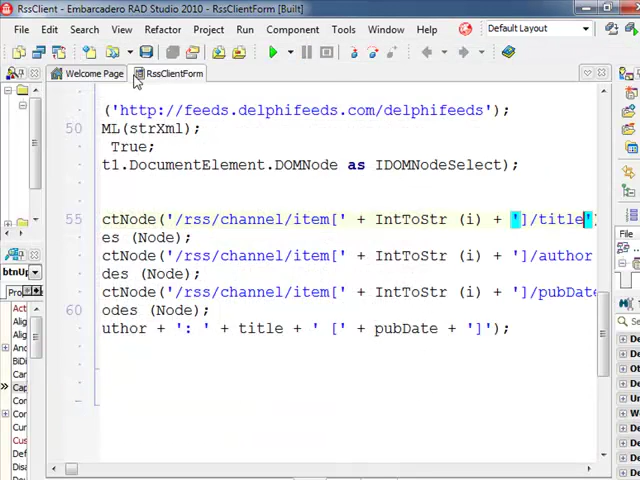 RssClient - Embarcadero RAD Studio 2010 - RssClientForm [Built]
File Edit Search View Refactor Project Run Component Tools Window Help Default Layout
Welcome Page RssClientForm
('http://feeds.delphifeeds.com/delphifeeds');
50 ML(strXml);
True;
t1.DocumentElement.DOMNode as IDOMNodeSelect);
55 ctNode('/rss/channel/item[' + IntToStr (i) + ']/title'
es (Node);
ctNode('/rss/channel/item[' + IntToStr (i) + ']/author
des (Node);
ctNode('/rss/channel/item[' + IntToStr (i) + ']/pubDate
60 odes (Node);
uthor + ': ' + title + ' [' + pubDate + ']');
btnUp
File